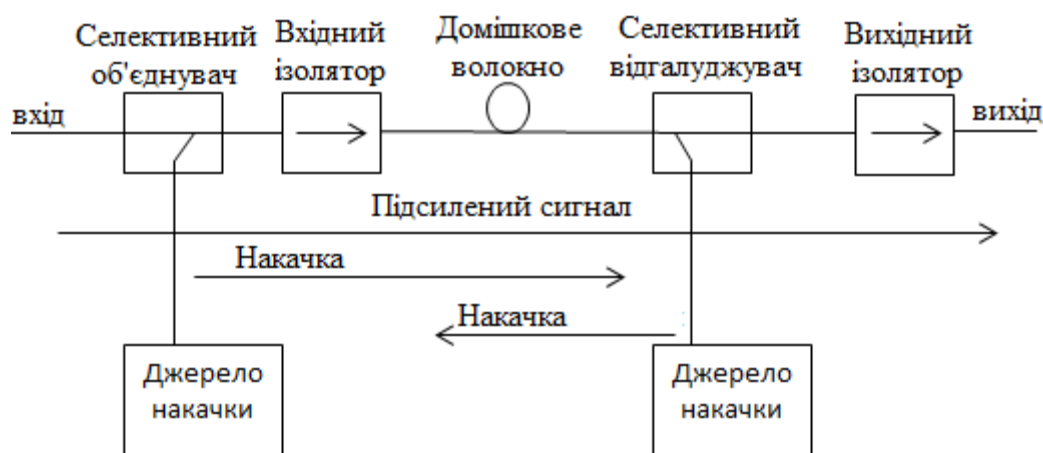 Селективний
об'єднувач
Вхідний
ізолятор
Домішкове
волокно
Селективний
відгалуджувач
Вихідний
ізолятор
вхід
вихід
Підсилений сигнал
Накачка
Накачка
Джерело
накачки
Джерело
накачки